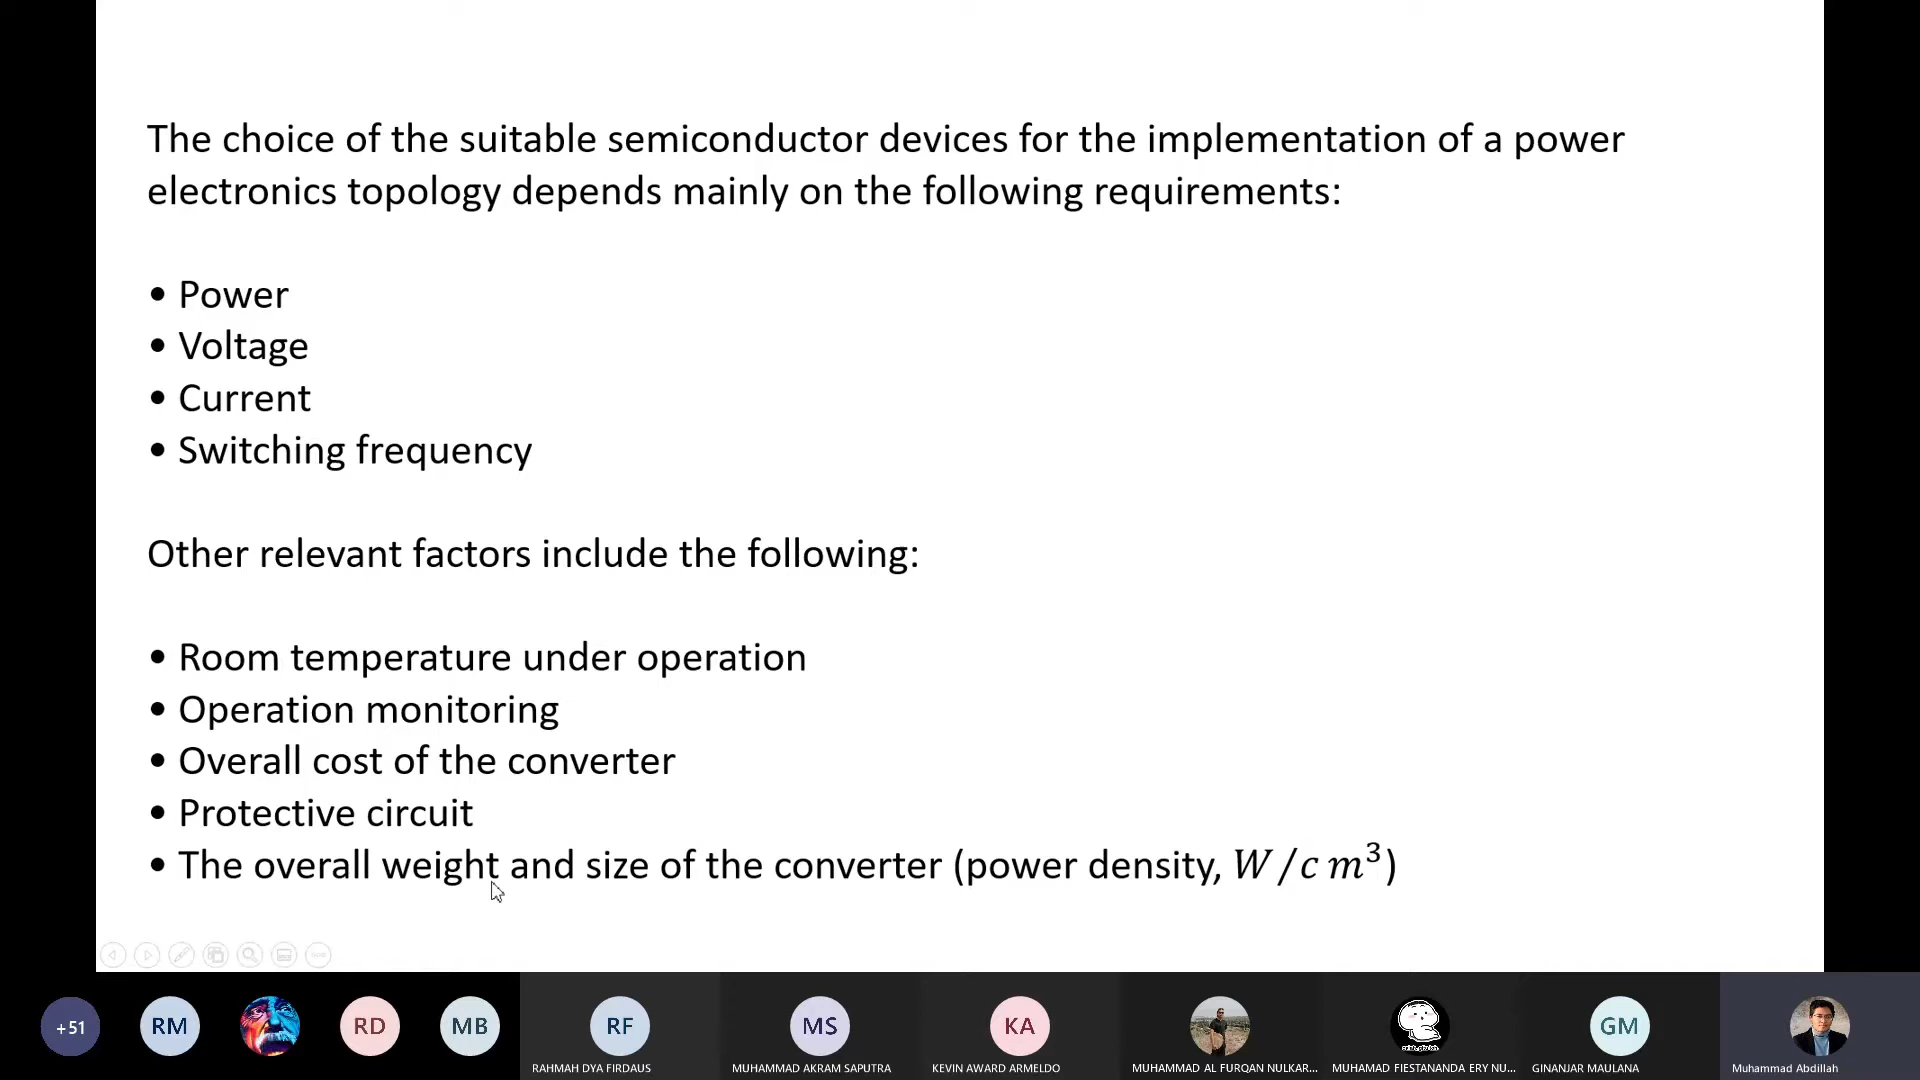 The choice of the suitable semiconductor devices for the implementation of a power
electronics topology depends mainly on the following requirements:
• Power
• Voltage
• Current
• Switching frequency
Other relevant factors include the following:
• Room temperature under operation
• Operation monitoring
• Overall cost of the converter
• Protective circuit
• The overall weight and size of the converter (power density, W/c m³)
+51
RM
RD
MB
RF
MS
KA
GM
RAHMAH DYA FIRDAUS
MUHAMMAD AKRAM SAPUTRA
KEVIN AWARD ARMELDO
MUHAMMAD AL FURQAN NULKAR...
MUHAMAD FIESTANANDA ERY NU...
GINANJAR MAULANA
Muhammad Abdillah